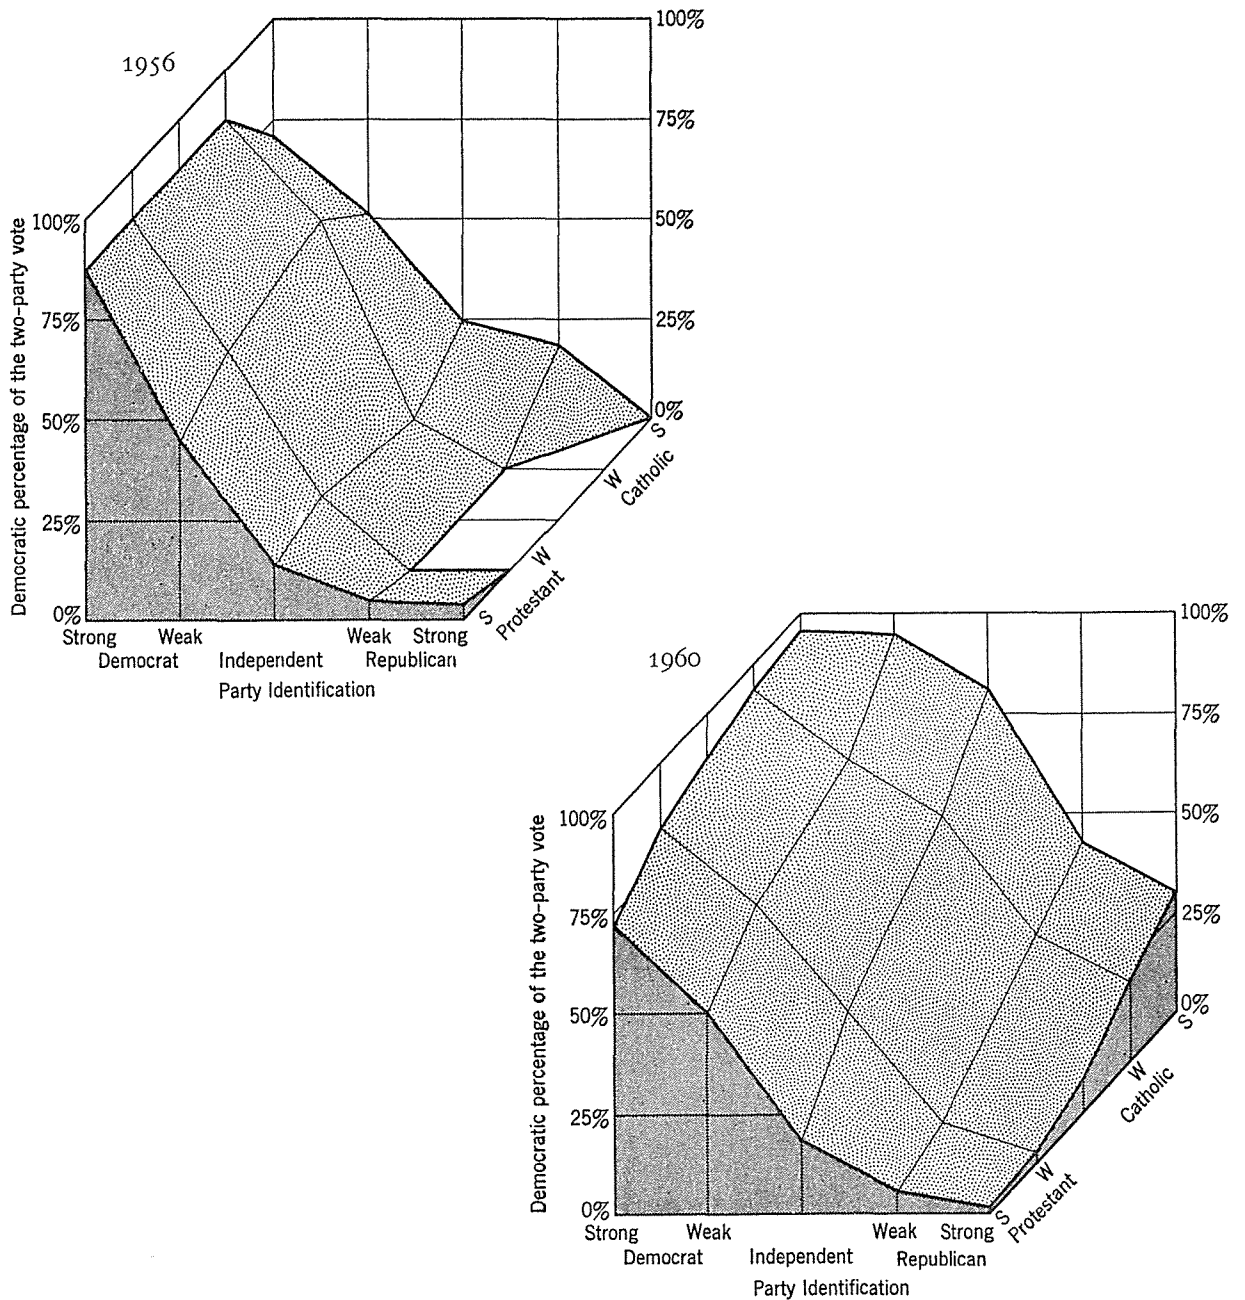 1956
100%
75%
50%
25%
0%
Democratic percentage of the two-party vote
100%
75%
50%
25%
0%
S
W
Catholic
W
S
Protestant
Strong Weak Weak Strong
Democrat Independent Republican
Party Identification
1960
100%
75%
50%
25%
0%
Democratic percentage of the two-party vote
100%
75%
50%
25%
0%
S
W
Catholic
W
S
Protestant
Strong Weak Weak Strong
Democrat Independent Republican
Party Identification